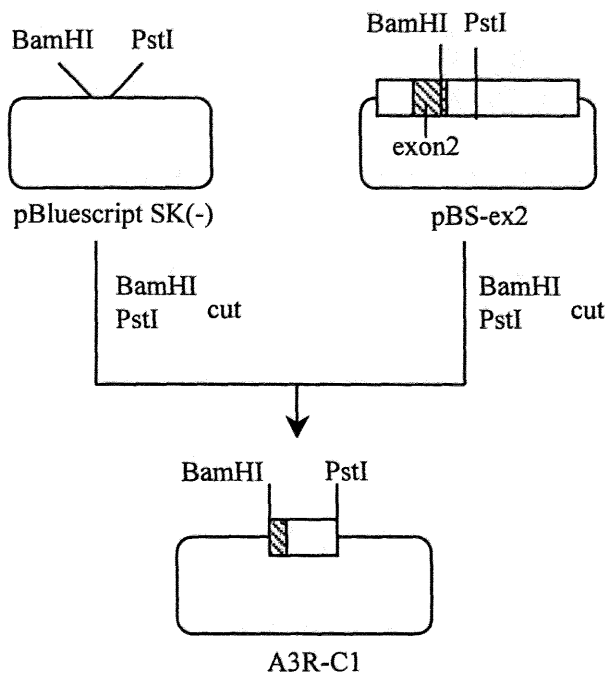 BamHI PstI
BamHI PstI
exon2
pBluescript SK(-)
pBS-ex2
BamHI
PstI
cut
BamHI
PstI
cut
BamHI PstI
A3R-C1